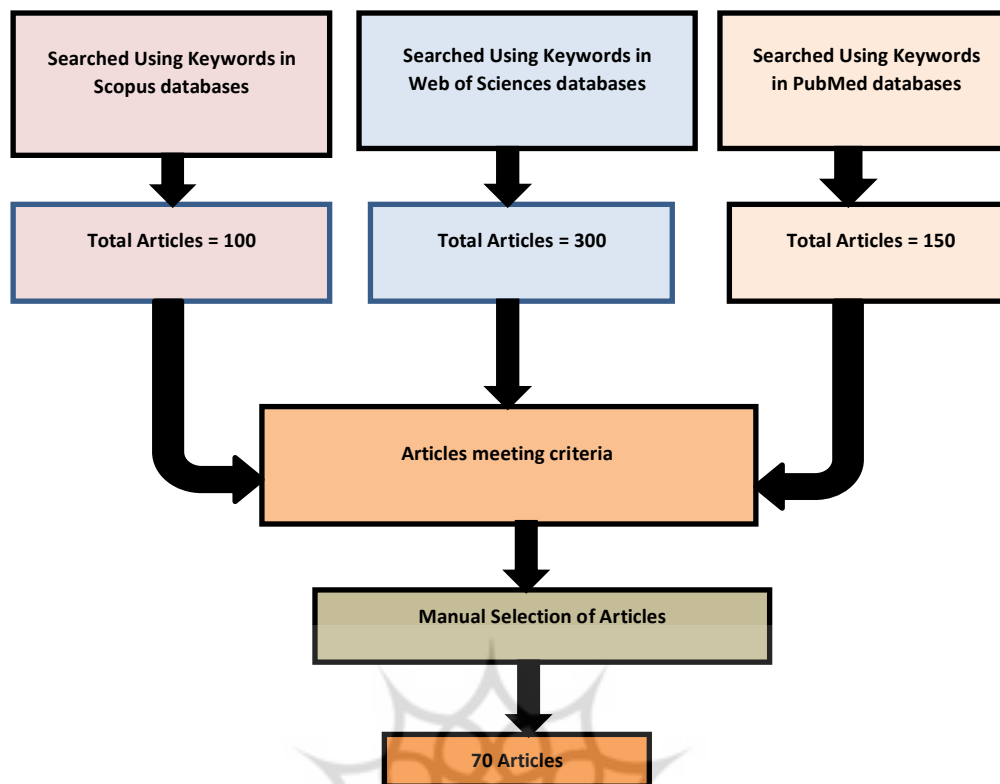 Searched Using Keywords in
Scopus databases
Searched Using Keywords in
Web of Sciences databases
Searched Using Keywords
in PubMed databases
Total Articles = 100
Total Articles = 300
Total Articles = 150
Articles meeting criteria
Manual Selection of Articles
70 Articles